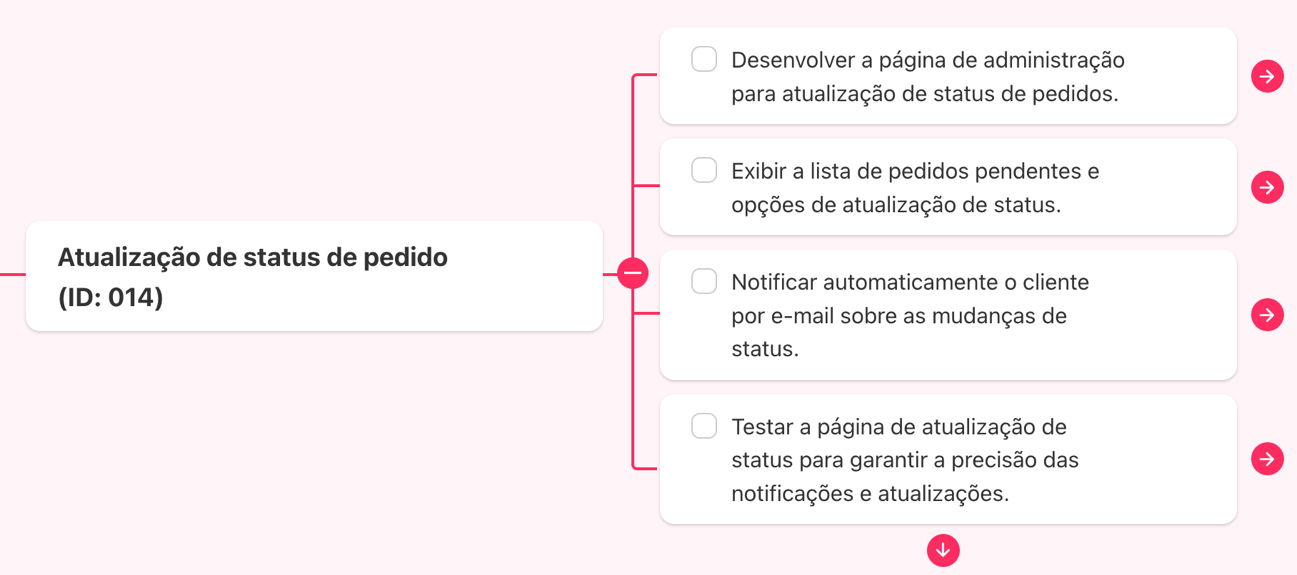 Atualização de status de pedido
(ID: 014)
Desenvolver a página de administração
para atualização de status de pedidos.
Exibir a lista de pedidos pendentes e
opções de atualização de status.
Notificar automaticamente o cliente
por e-mail sobre as mudanças de
status.
Testar a página de atualização de
status para garantir a precisão das
notificações e atualizações.